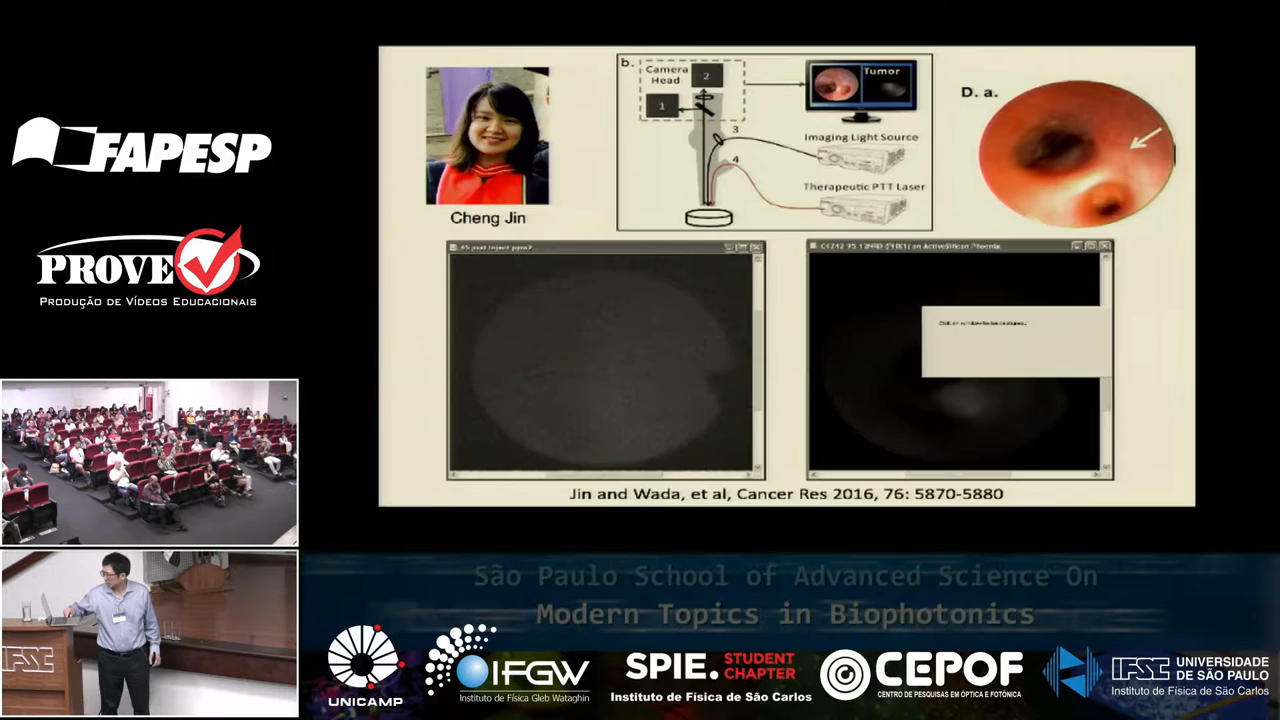 FAPESP
PROVE
PRODUÇÃO DE VÍDEOS EDUCACIONAIS
Cheng Jin
b.
Camera
Head
2
1
3
4
Tumor
Imaging Light Source
Therapeutic PTT Laser
D. a.
Jin and Wada, et al, Cancer Res 2016, 76: 5870-5880
São Paulo School of Advanced Science On
Modern Topics in Biophotonics
IFSC
UNICAMP
IFGW
Instituto de Física Gleb Wataghin
SPIE. STUDENT
CHAPTER
Instituto de Física de São Carlos
CEPOF
CENTRO DE PESQUISAS EM ÓPTICA E FOTÔNICA
IFSC UNIVERSIDADE
DE SÃO PAULO
Instituto de Física de São Carlos